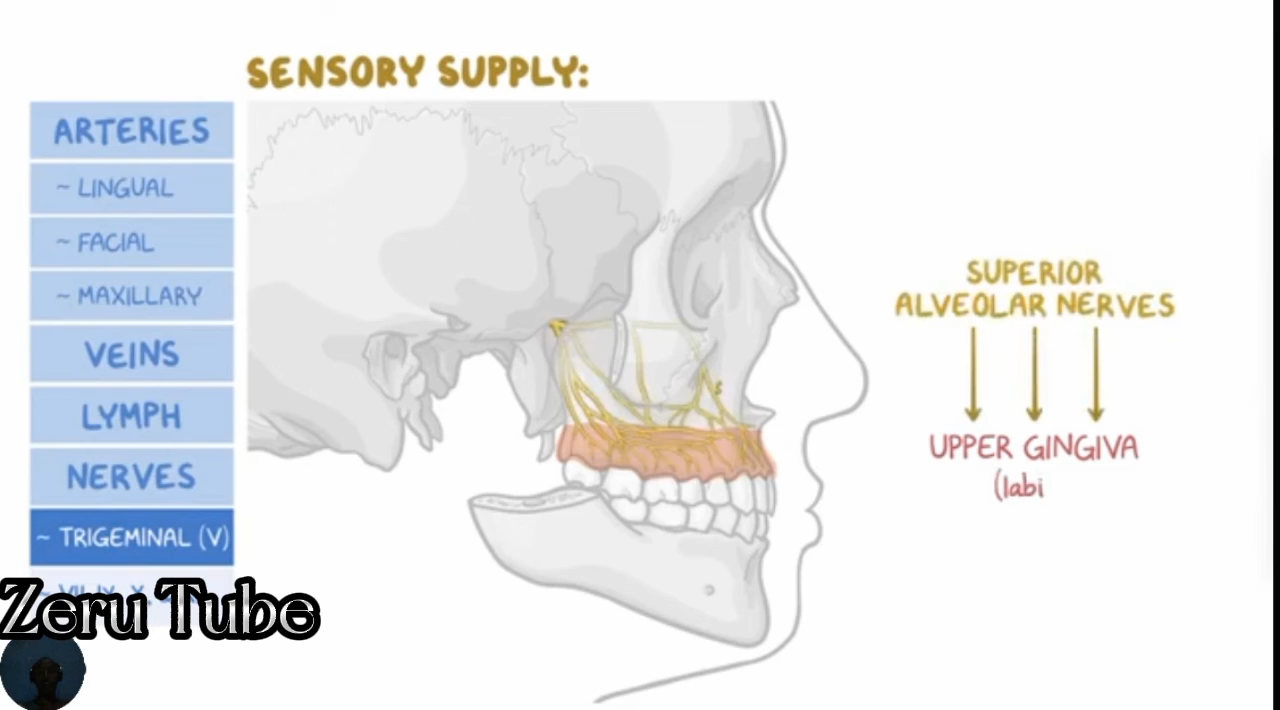 SENSORY SUPPLY:
ARTERIES
~ LINGUAL
~ FACIAL
~ MAXILLARY
VEINS
LYMPH
NERVES
~ TRIGEMINAL (V)
Zeru Tube
SUPERIOR
ALVEOLAR NERVES
UPPER GINGIVA
(labi